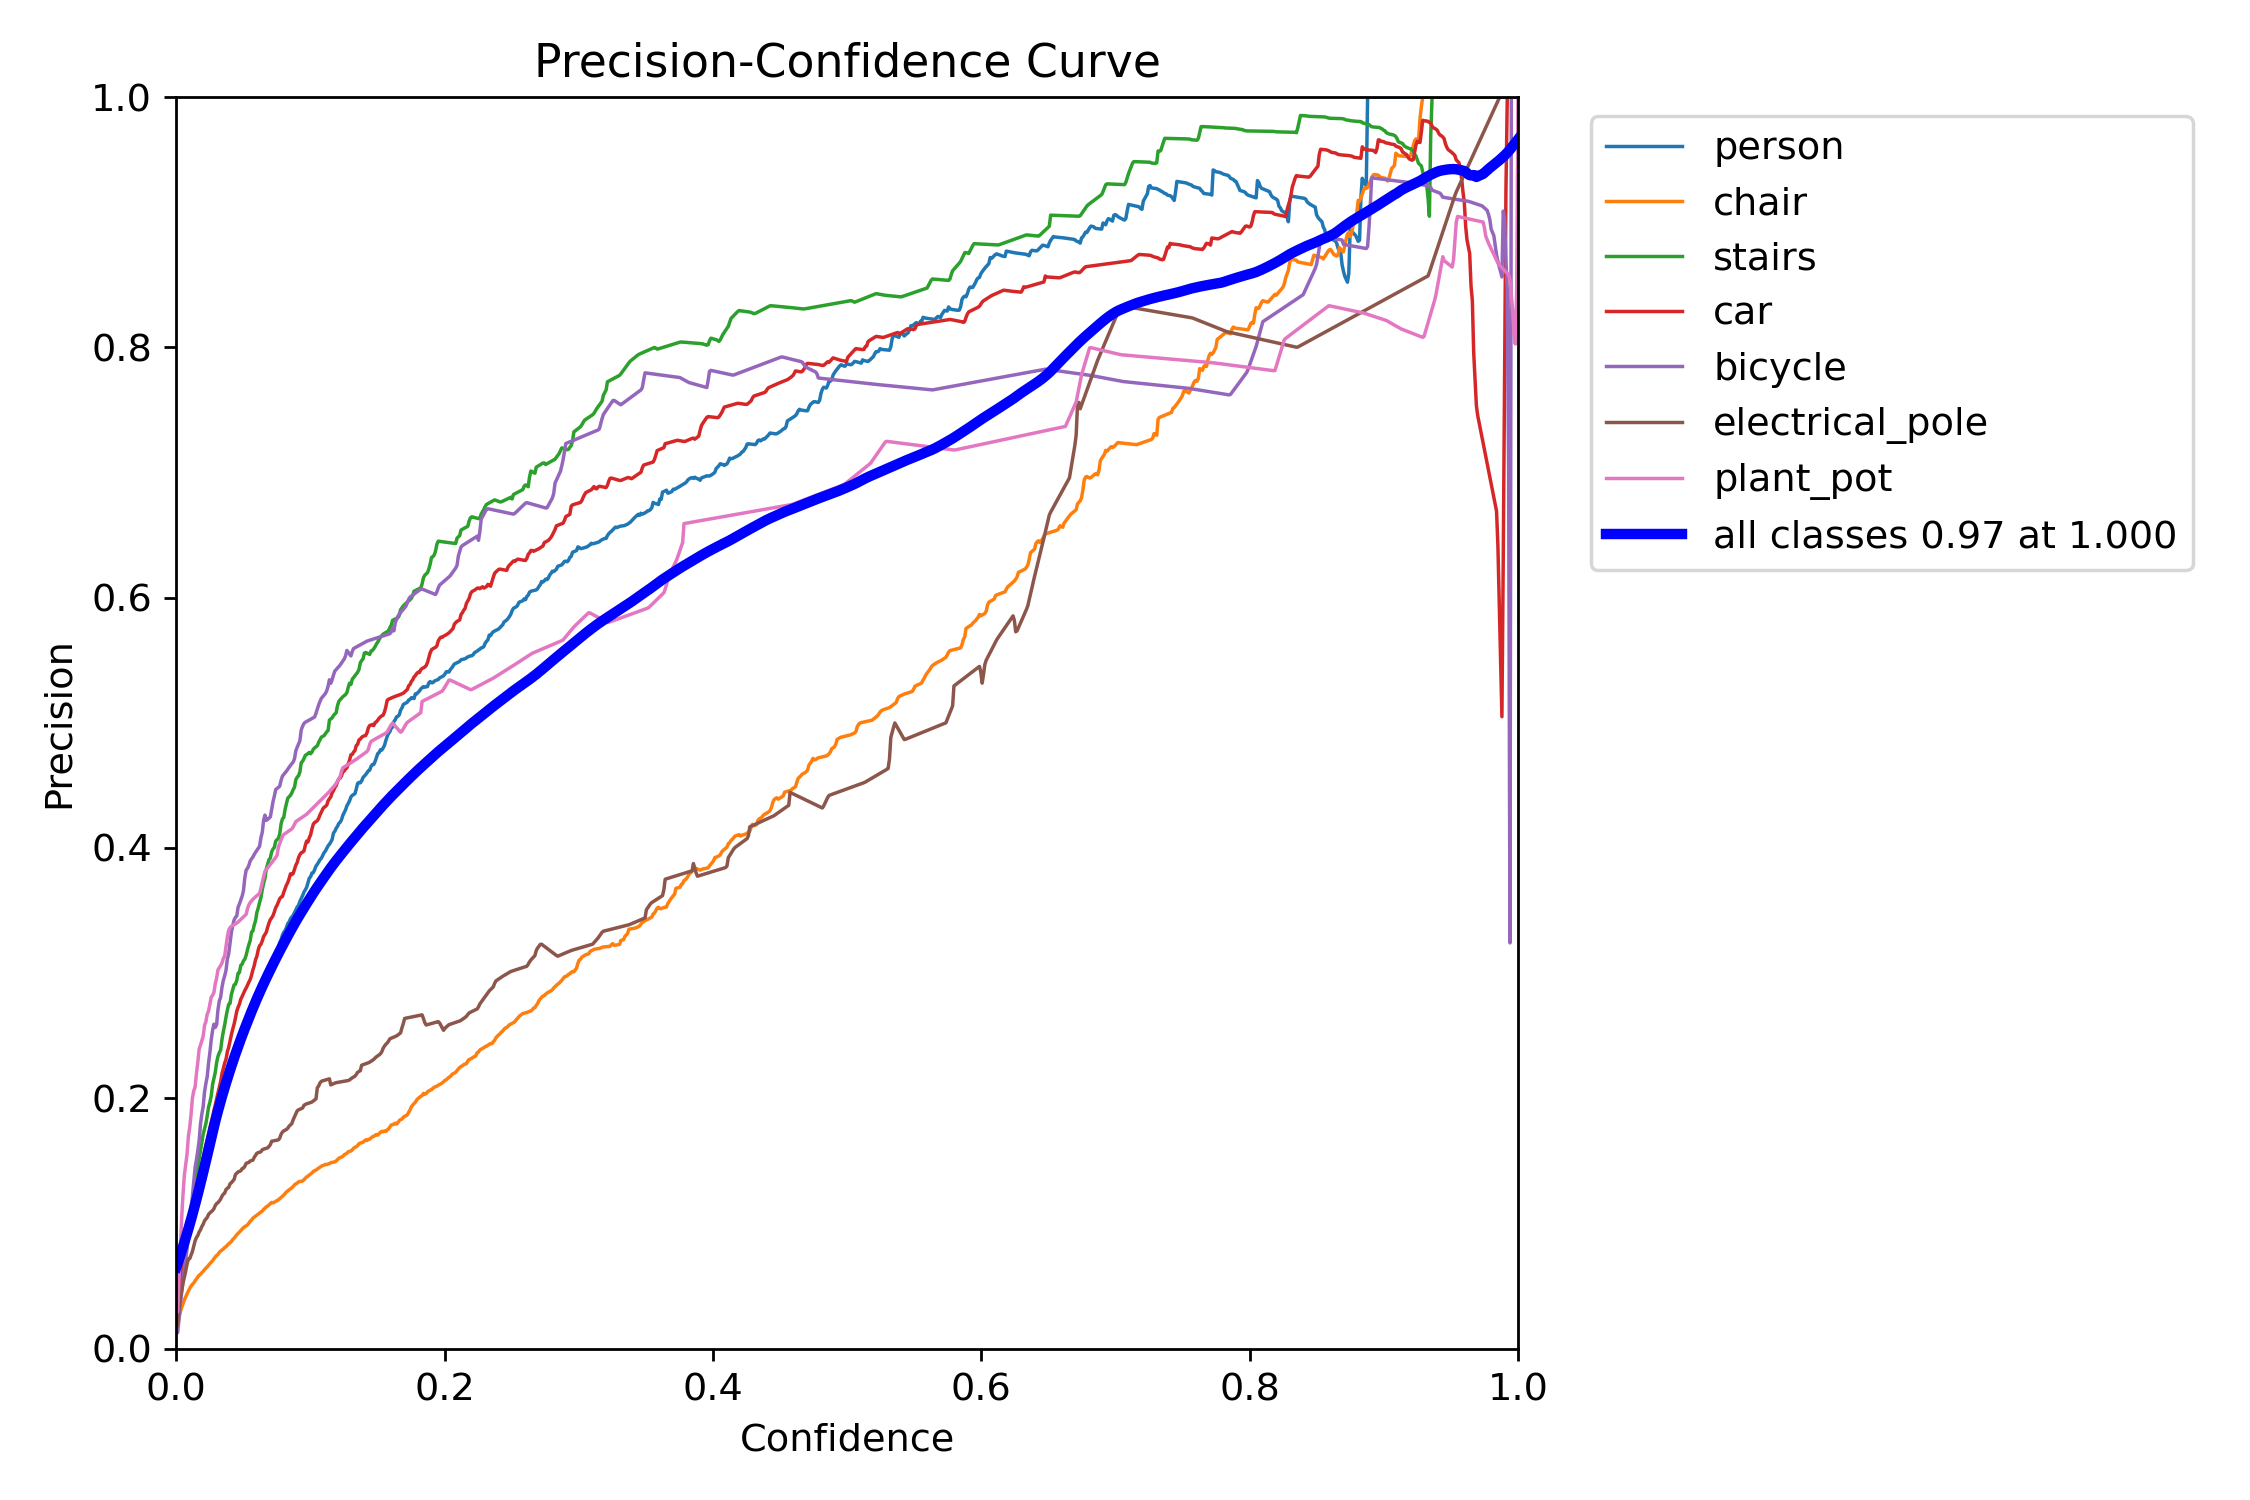 Precision-Confidence Curve
1.0
0.8
0.6
0.4
0.2
0.0
Precision
0.0 0.2 0.4 0.6 0.8 1.0
Confidence
person
chair
stairs
car
bicycle
electrical_pole
plant_pot
all classes 0.97 at 1.000